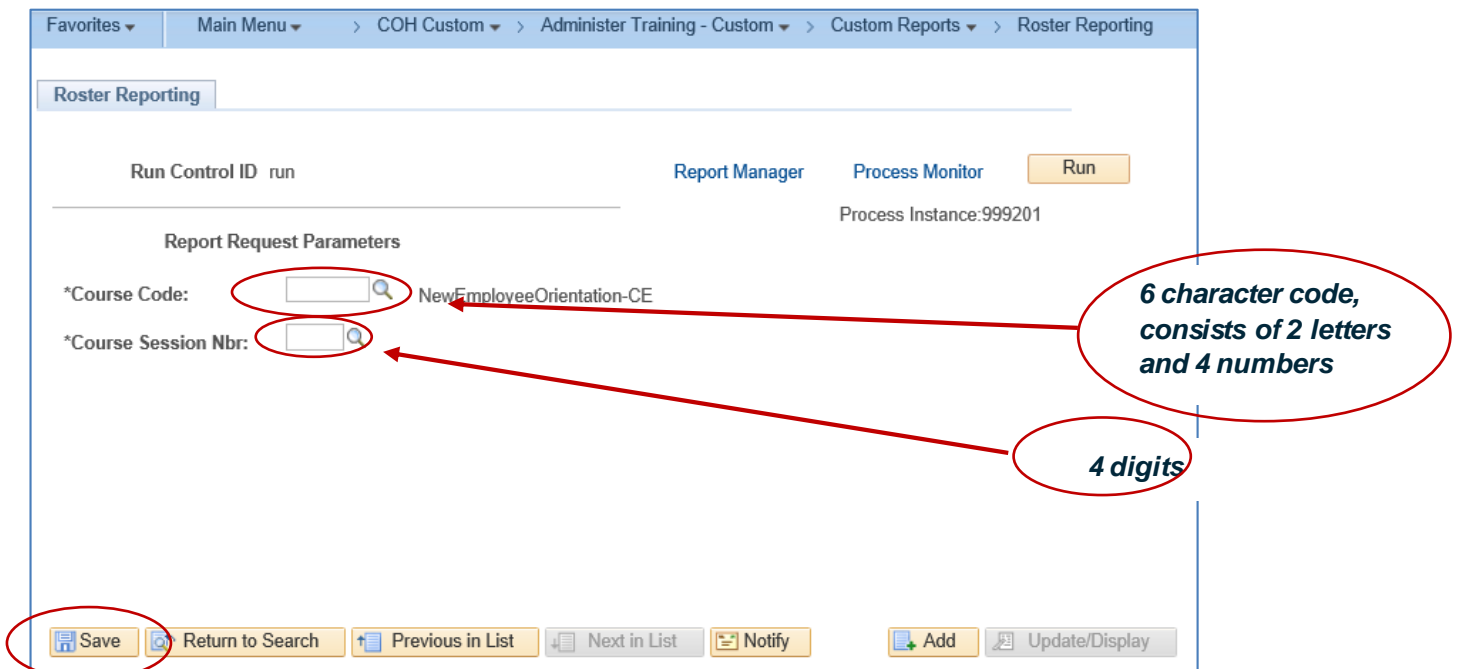 Favorites Main Menu > COH Custom > Administer Training - Custom > Custom Reports > Roster Reporting
Roster Reporting
Run Control ID run Report Manager Process Monitor Run
Process Instance:999201
Report Request Parameters
*Course Code: NewEmployeeOrientation-CE
*Course Session Nbr:
6 character code,
consists of 2 letters
and 4 numbers
4 digits
Save Return to Search Previous in List Next in List Notify Add Update/Display